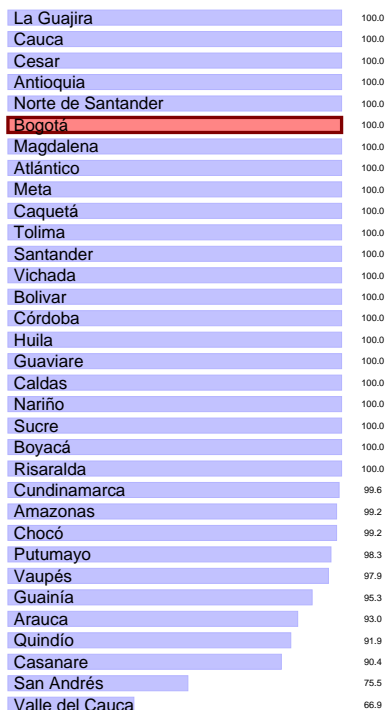 La Guajira 100.0
Cauca 100.0
Cesar 100.0
Antioquia 100.0
Norte de Santander 100.0
Bogotá 100.0
Magdalena 100.0
Atlántico 100.0
Meta 100.0
Caquetá 100.0
Tolima 100.0
Santander 100.0
Vichada 100.0
Bolivar 100.0
Córdoba 100.0
Huila 100.0
Guaviare 100.0
Caldas 100.0
Nariño 100.0
Sucre 100.0
Boyacá 100.0
Risaralda 100.0
Cundinamarca 99.6
Amazonas 99.2
Chocó 99.2
Putumayo 98.3
Vaupés 97.9
Guainía 95.3
Arauca 93.0
Quindío 91.9
Casanare 90.4
San Andrés 75.5
Valle del Cauca 66.9